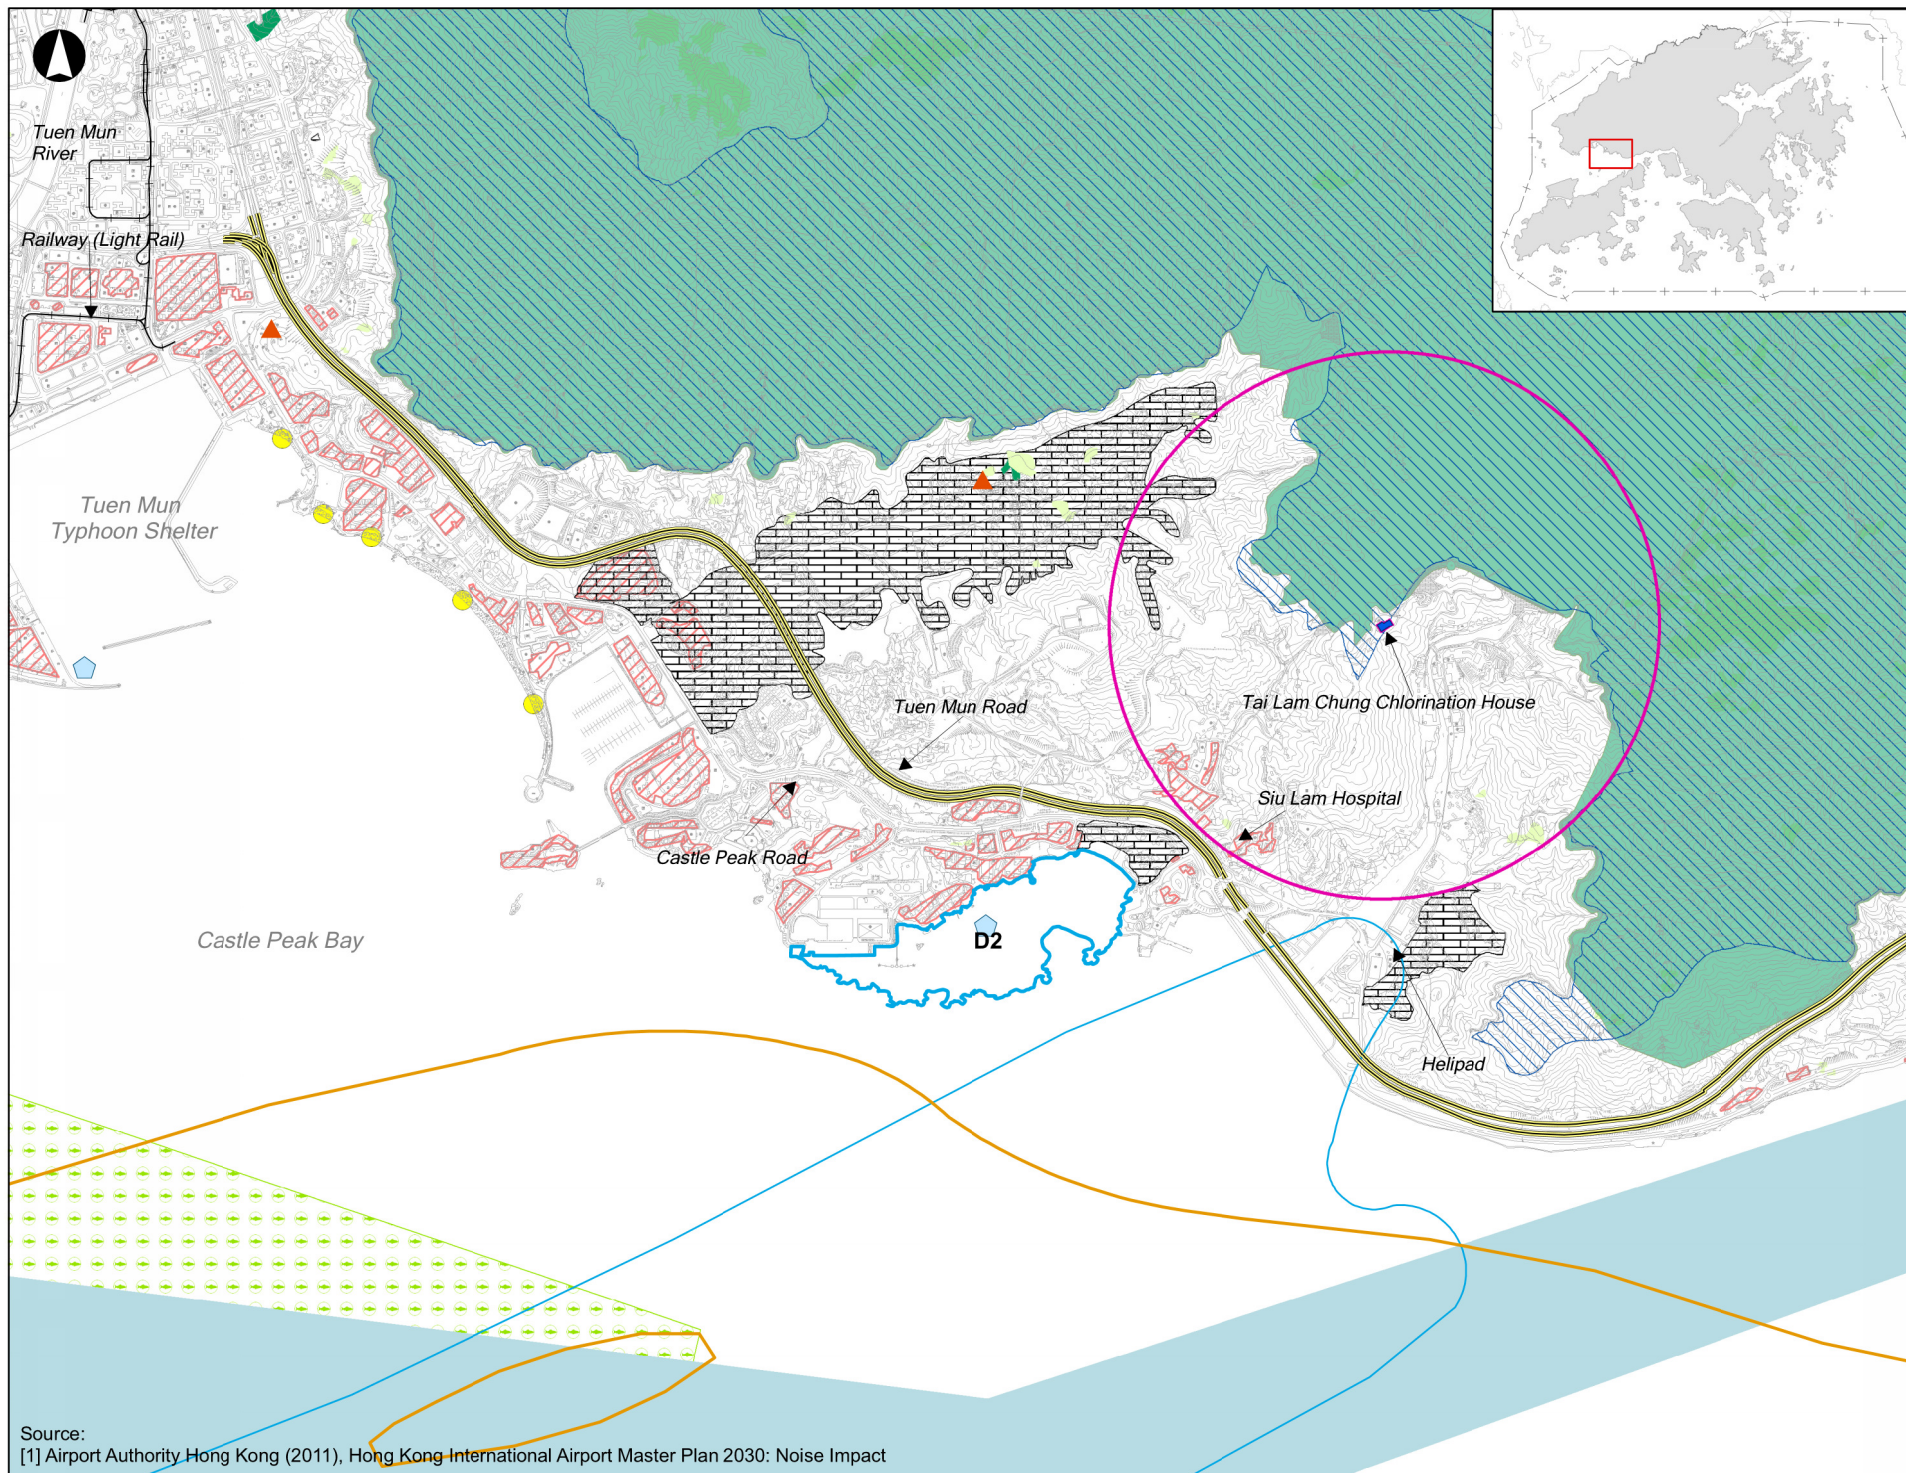 Tuen Mun
River
Railway (Light Rail)
Tuen Mun
Typhoon Shelter
Tuen Mun Road
Tai Lam Chung Chlorination House
Siu Lam Hospital
Castle Peak Road
Castle Peak Bay
D2
Helipad
Source:
[1] Airport Authority Hong Kong (2011), Hong Kong International Airport Master Plan 2030: Noise Impact